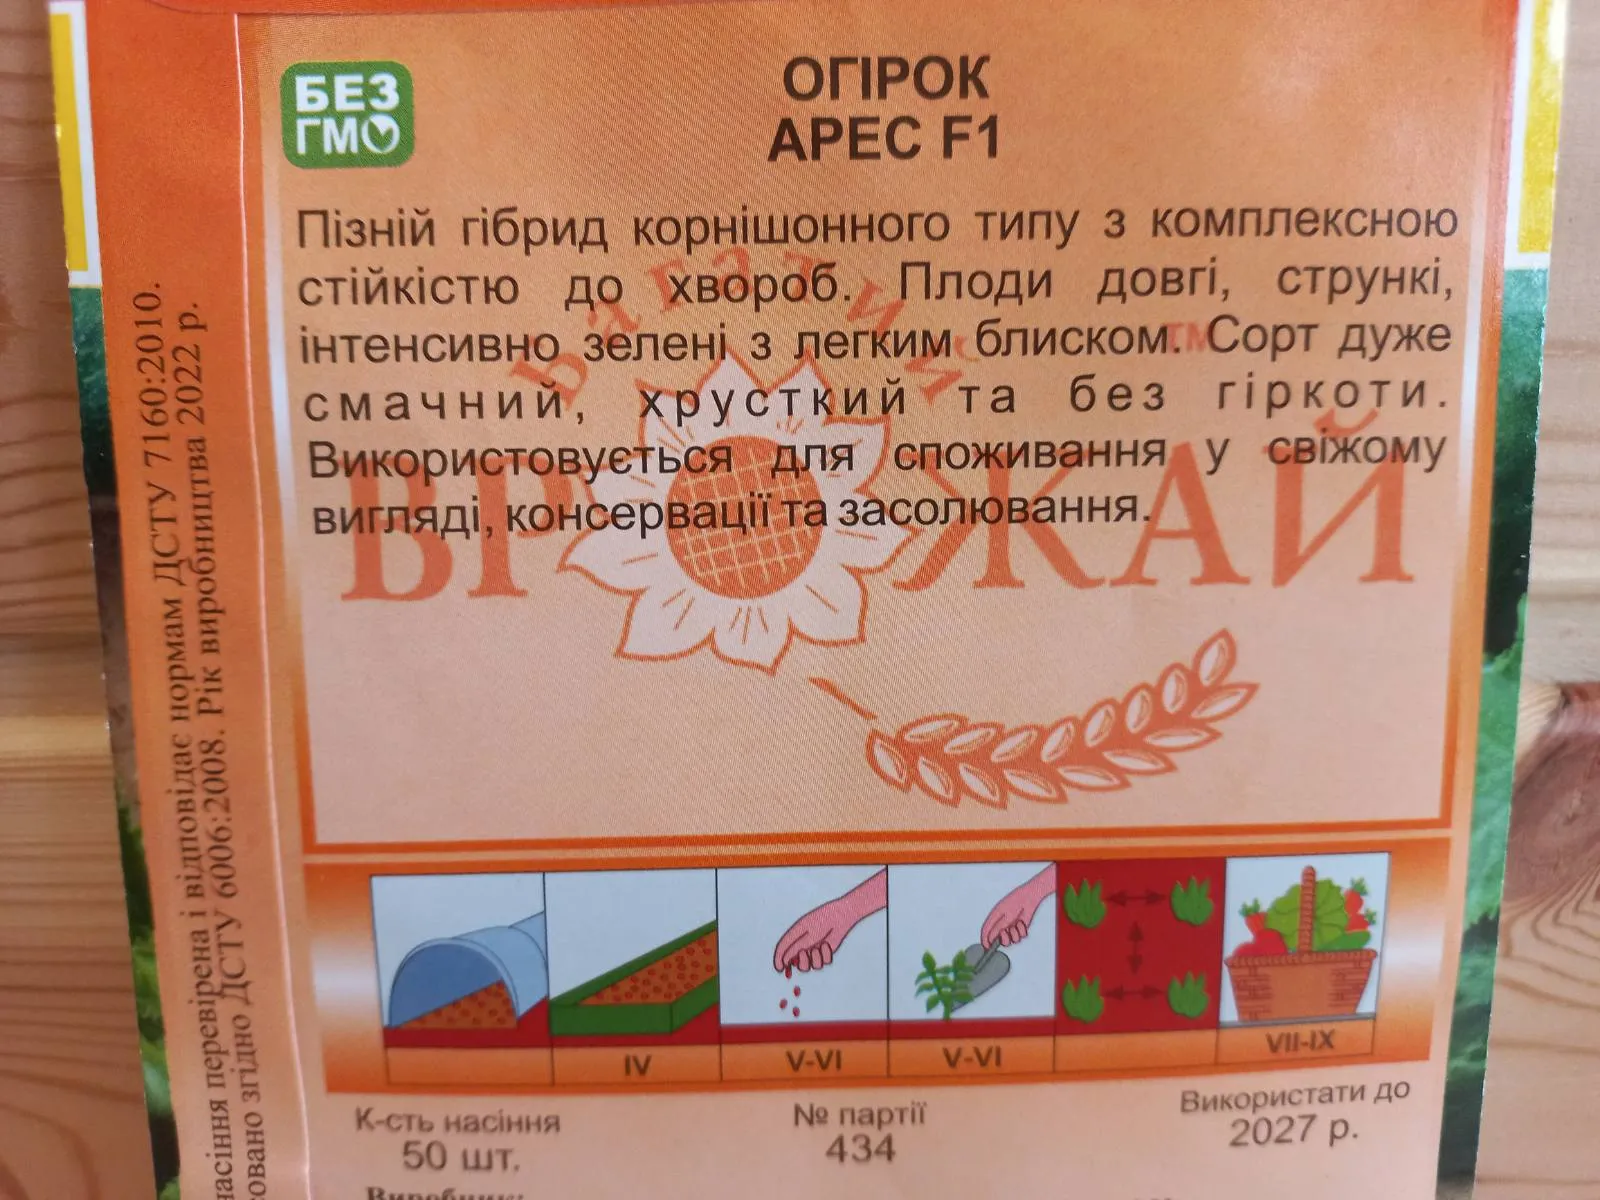 БЕЗ
ГМО
ОГІРОК
АРЕС F1
Пізній гібрид корнішонного типу з комплексною
стійкістю до хвороб. Плоди довгі, стрункі,
інтенсивно зелені з легким блиском. Сорт дуже
смачний, хрусткий та без гіркоти.
Використовується для споживання у свіжому
вигляді, консервації та засолювання.
Багатий ТМ
ВРОЖАЙ
IV
V-VI
V-VI
VII-IX
К-сть насіння
50 шт.
№ партії
434
Використати до
2027 р.
Виробник:
насіння перевірена і відповідає нормам ДСТУ 7160:2010.
згідно ДСТУ 6006:2008. Рік виробництва 2022 р.